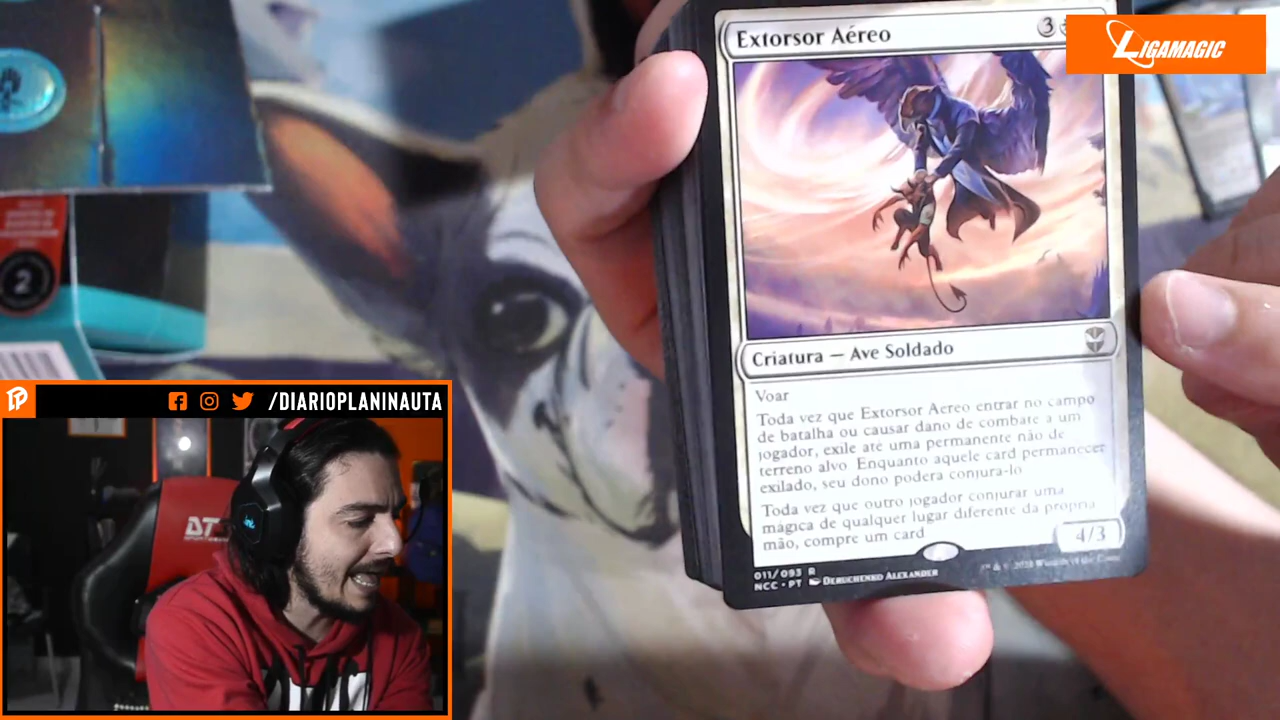 Extorsor Aéreo
3
LIGAMAGIC
Criatura — Ave Soldado
Voar
Toda vez que Extorsor Aéreo entrar no campo
de batalha ou causar dano de combate a um
jogador, exile até uma permanente não de
terreno alvo. Enquanto aquele card permanecer
exilado, seu dono poderá conjurá-lo
Toda vez que outro jogador conjurar uma
mágica de qualquer lugar diferente da própria
mão, compre um card
4/3
011/093 R
NCC • PT DERUCHENKO ALEXANDER
2
/DIARIOPLANINAUTA
DT